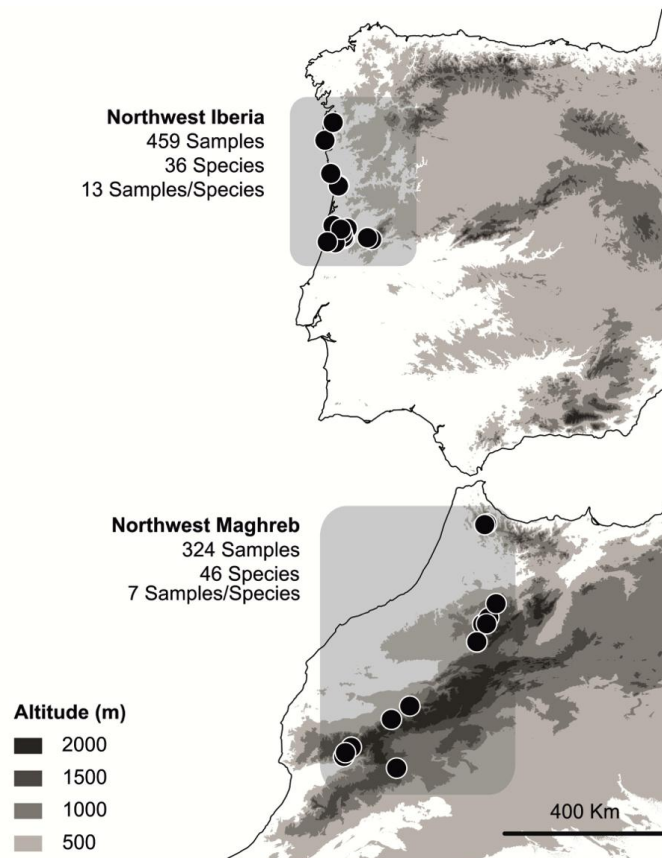 Northwest Iberia
459 Samples
36 Species
13 Samples/Species
Northwest Maghreb
324 Samples
46 Species
7 Samples/Species
Altitude (m)
2000
1500
1000
500
400 Km